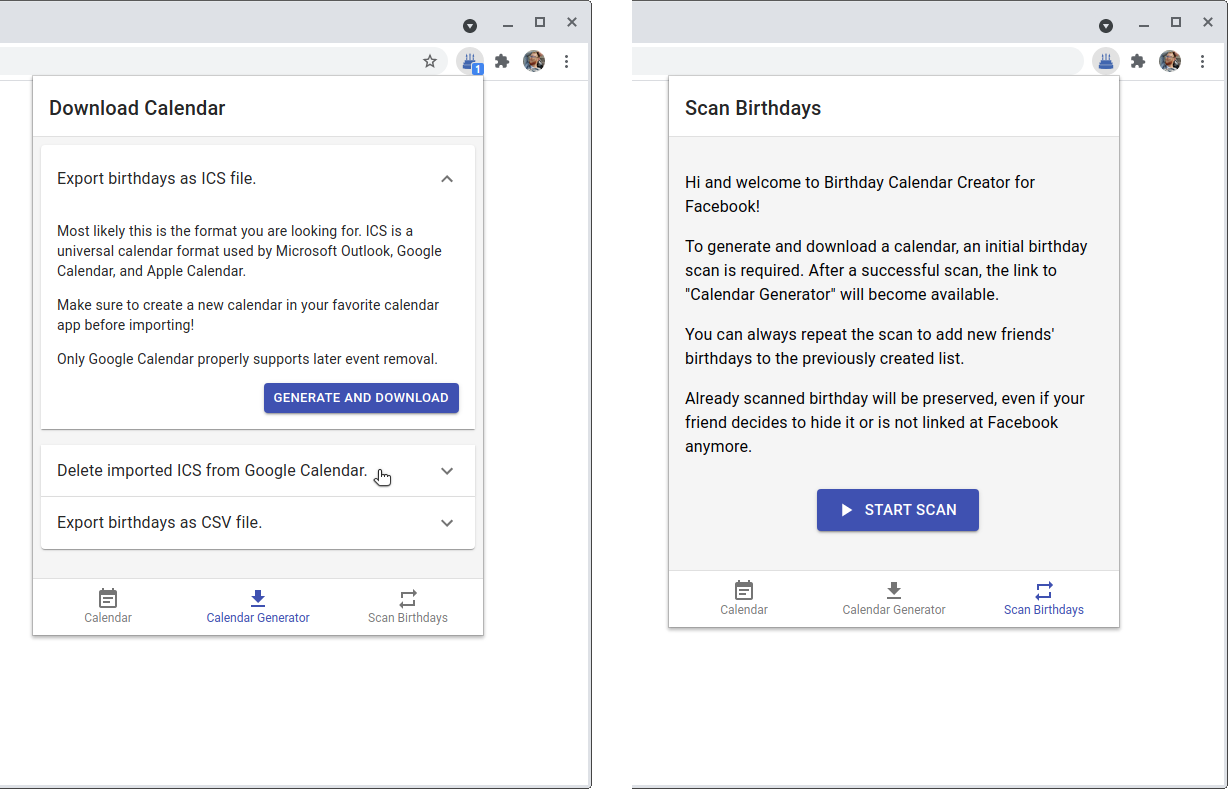 1
Download Calendar
Export birthdays as ICS file.
Most likely this is the format you are looking for. ICS is a
universal calendar format used by Microsoft Outlook, Google
Calendar, and Apple Calendar.
Make sure to create a new calendar in your favorite calendar
app before importing!
Only Google Calendar properly supports later event removal.
GENERATE AND DOWNLOAD
Delete imported ICS from Google Calendar.
Export birthdays as CSV file.
Calendar
Calendar Generator
Scan Birthdays
Scan Birthdays
Hi and welcome to Birthday Calendar Creator for
Facebook!
To generate and download a calendar, an initial birthday
scan is required. After a successful scan, the link to
"Calendar Generator" will become available.
You can always repeat the scan to add new friends'
birthdays to the previously created list.
Already scanned birthday will be preserved, even if your
friend decides to hide it or is not linked at Facebook
anymore.
START SCAN
Calendar
Calendar Generator
Scan Birthdays